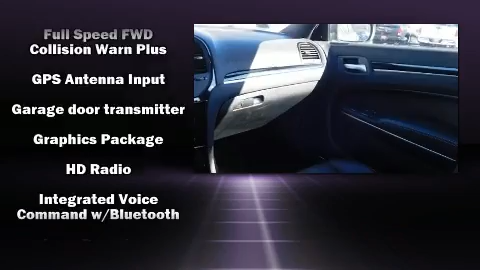 Full Speed FWD
Collision Warn Plus
GPS Antenna Input
Garage door transmitter
Graphics Package
HD Radio
Integrated Voice
Command w/Bluetooth